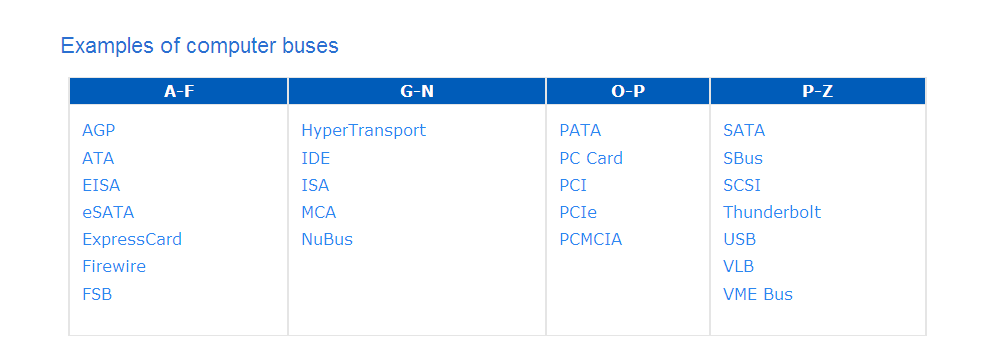 Examples of computer buses
A-F G-N O-P P-Z
AGP HyperTransport PATA SATA
ATA IDE PC Card SBus
EISA ISA PCI SCSI
eSATA MCA PCIe Thunderbolt
ExpressCard NuBus PCMCIA USB
Firewire VLB
FSB VME Bus